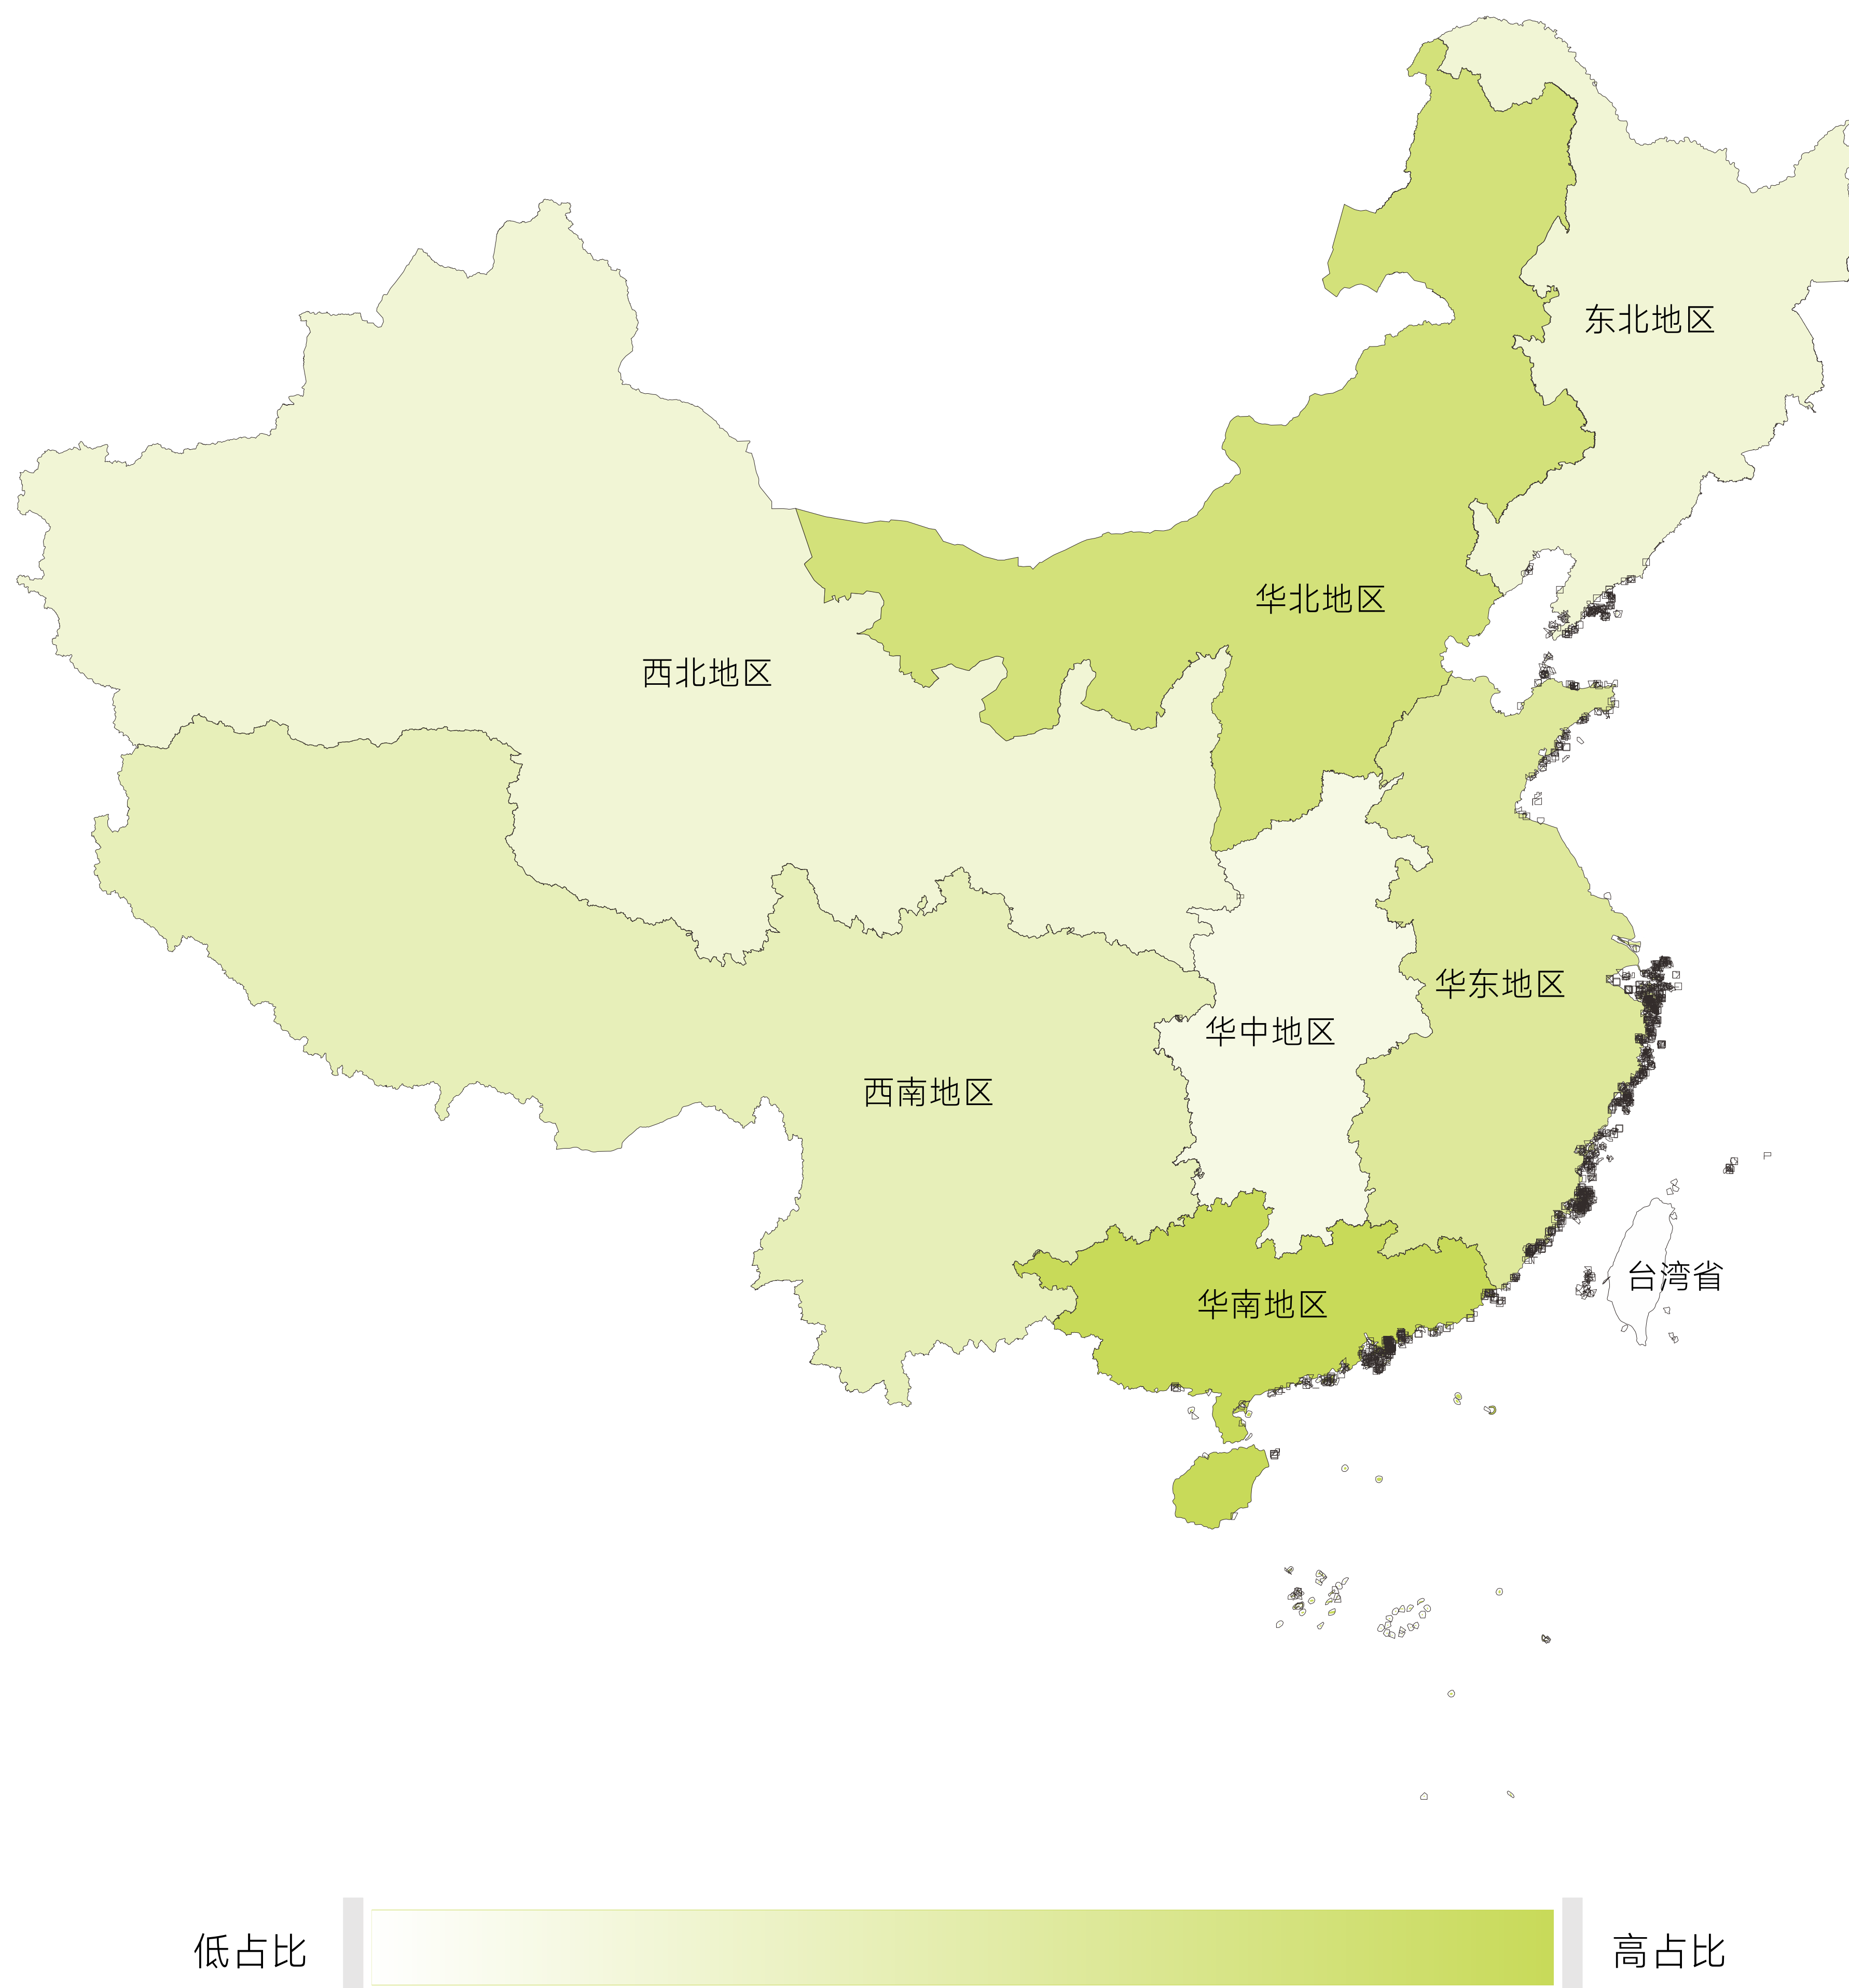 东北地区
华北地区
西北地区
华东地区
华中地区
西南地区
台湾省
华南地区
低占比
高占比